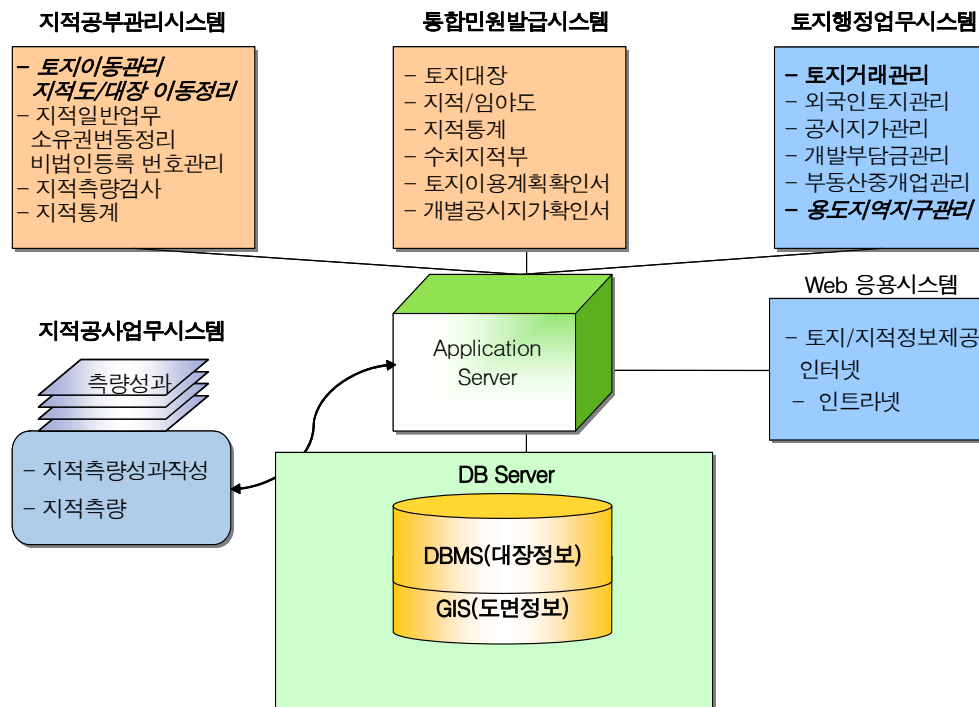 지적공부관리시스템
– 토지이동관리
지적도/대장 이동정리
– 지적일반업무
소유권변동정리
비법인등록 번호관리
– 지적측량검사
– 지적통계
통합민원발급시스템
– 토지대장
– 지적/임야도
– 지적통계
– 수치지적부
– 토지이용계획확인서
– 개별공시지가확인서
토지행정업무시스템
– 토지거래관리
– 외국인토지관리
– 공시지가관리
– 개발부담금관리
– 부동산중개업관리
– 용도지역지구관리
지적공사업무시스템
측량성과
– 지적측량성과작성
– 지적측량
Application
Server
Web 응용시스템
– 토지/지적정보제공
인터넷
– 인트라넷
DB Server
DBMS(대장정보)
GIS(도면정보)